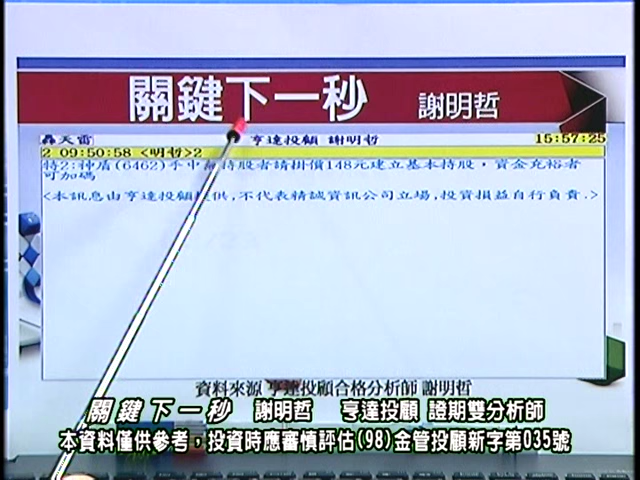 關鍵下一秒 謝明哲
轟天雷 亨達投顧 謝明哲 15:57:25
2 09:50:58 <明哲>2
特2:神盾(6462)手中無持股者請掛價148元建立基本持股，資金充裕者
可加碼
<本訊息由亨達投顧提供,不代表精誠資訊公司立場,投資損益自行負責.>
資料來源 亨達投顧合格分析師 謝明哲
關鍵下一秒 謝明哲 亨達投顧 證期雙分析師
本資料僅供參考，投資時應審慎評估(98)金管投顧新字第035號